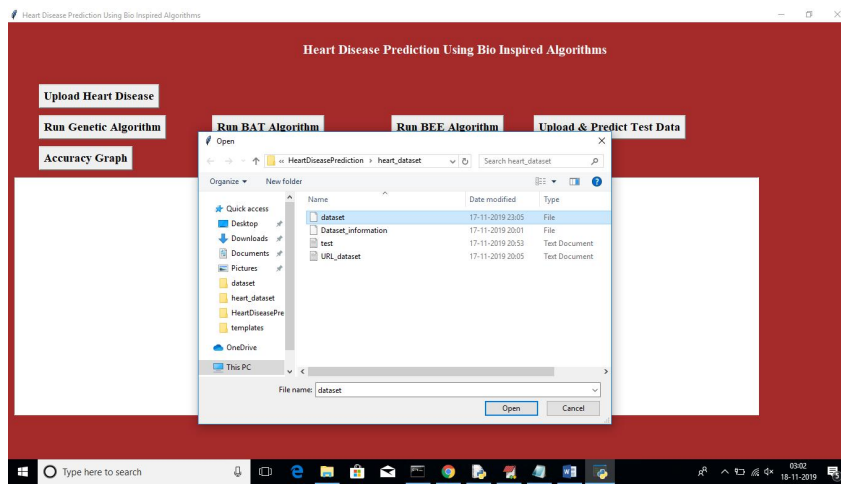 Heart Disease Prediction Using Bio Inspired Algorithms
Heart Disease Prediction Using Bio Inspired Algorithms
Upload Heart Disease
Run Genetic Algorithm Run BAT Algorithm Run BEE Algorithm Upload & Predict Test Data
Accuracy Graph
Open
« HeartDiseasePrediction › heart_dataset Search heart_dataset
Organize New folder
Name Date modified Type
Quick access
Desktop
Downloads
Documents
Pictures
dataset
heart_dataset
HeartDiseasePre
templates
OneDrive
This PC
dataset 17-11-2019 23:05 File
Dataset_information 17-11-2019 20:01 File
test 17-11-2019 20:53 Text Document
URL_dataset 17-11-2019 20:05 Text Document
File name: dataset
Open Cancel
Type here to search
03:02
18-11-2019